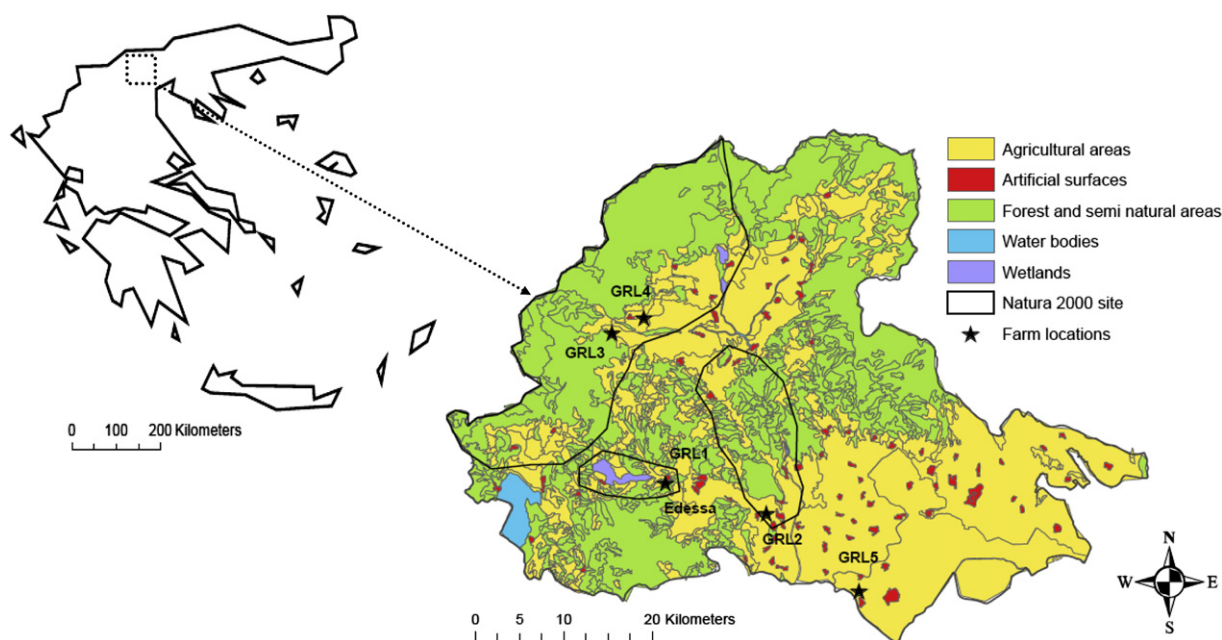 Agricultural areas
Artificial surfaces
Forest and semi natural areas
Water bodies
Wetlands
Natura 2000 site
Farm locations
GRL4
GRL3
GRL1
Edessa
GRL2
GRL5
0 100 200 Kilometers
0 5 10 20 Kilometers
N
W E
S